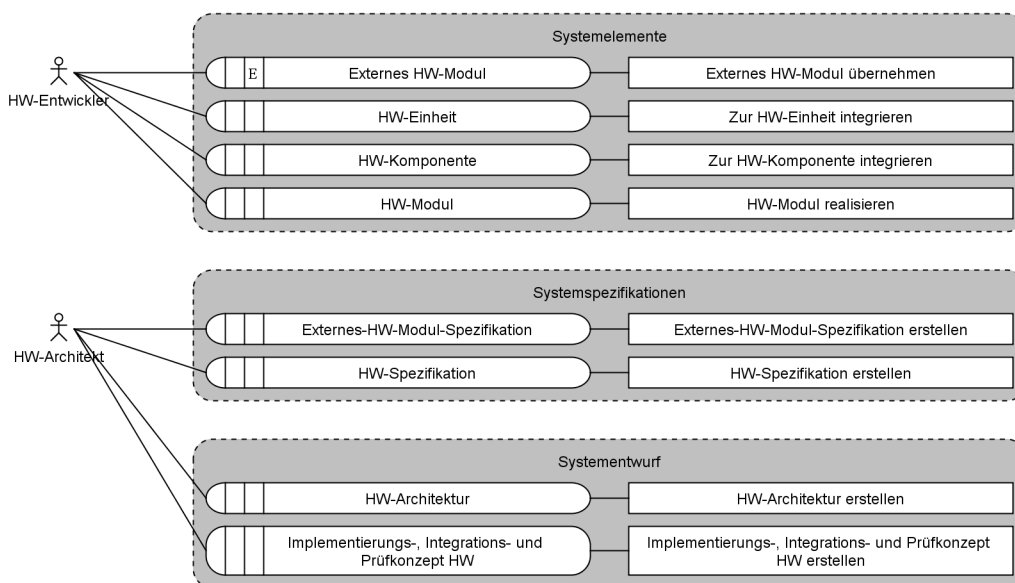 Systemelemente
HW-Entwickler
E
Externes HW-Modul
Externes HW-Modul übernehmen
HW-Einheit
Zur HW-Einheit integrieren
HW-Komponente
Zur HW-Komponente integrieren
HW-Modul
HW-Modul realisieren
Systemspezifikationen
HW-Architekt
Externes-HW-Modul-Spezifikation
Externes-HW-Modul-Spezifikation erstellen
HW-Spezifikation
HW-Spezifikation erstellen
Systementwurf
HW-Architektur
HW-Architektur erstellen
Implementierungs-, Integrations- und
Prüfkonzept HW
Implementierungs-, Integrations- und Prüfkonzept
HW erstellen